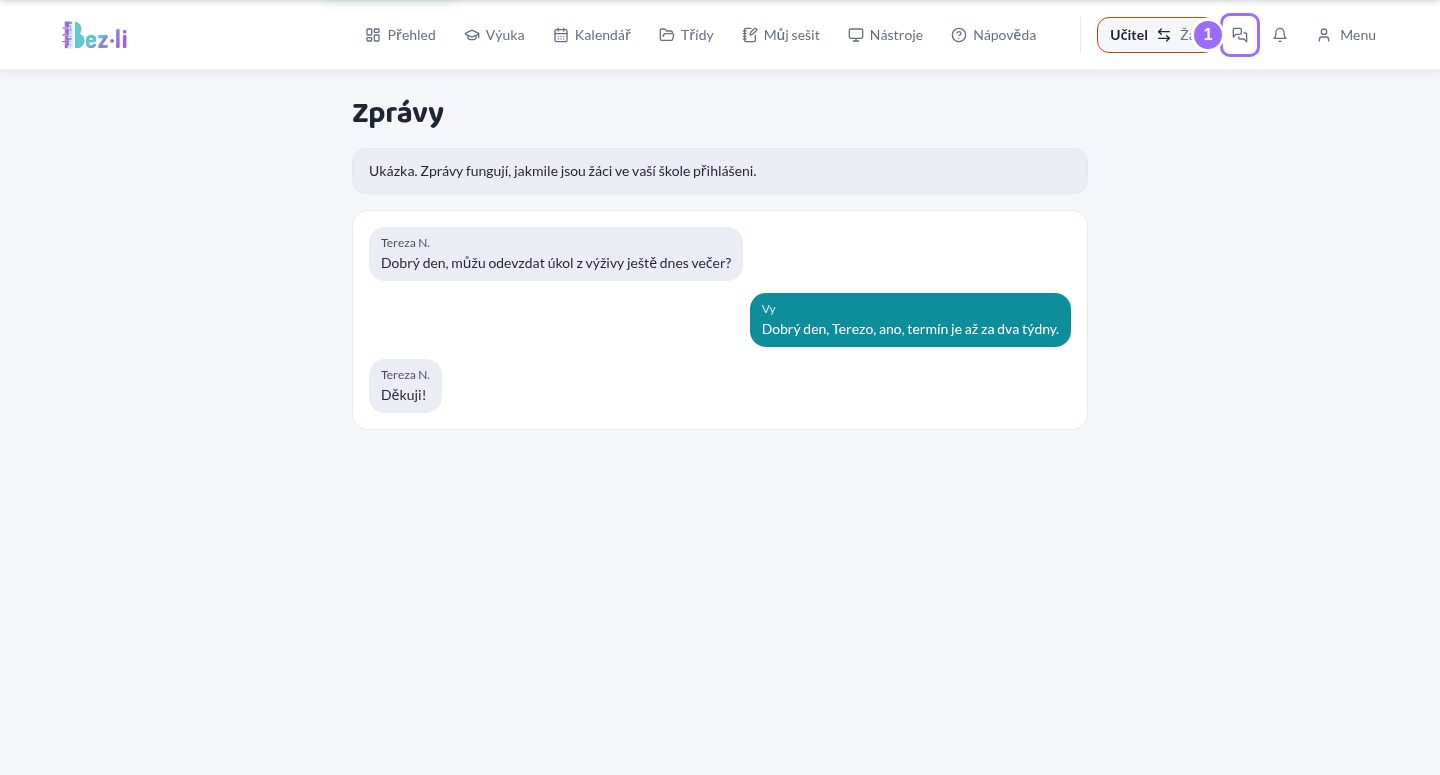 Bez·li
Přehled
Výuka
Kalendář
Třídy
Můj sešit
Nástroje
Nápověda
Učitel
1
Menu
Zprávy
Ukázka. Zprávy fungují, jakmile jsou žáci ve vaší škole přihlášeni.
Tereza N.
Dobrý den, můžu odevzdat úkol z výživy ještě dnes večer?
Vy
Dobrý den, Terezo, ano, termín je až za dva týdny.
Tereza N.
Děkuji!